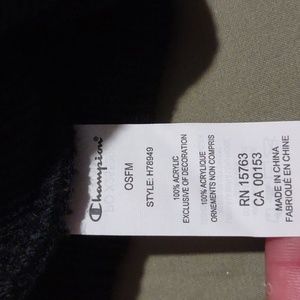 Champion
OSFM
STYLE: H78949
100% ACRYLIC
EXCLUSIVE OF DECORATION
100% ACRYLIQUE
ORNEMENTS NON COMPRIS
RN 15763
CA 00153
MADE IN CHINA
FABRIQUÉ EN CHINE